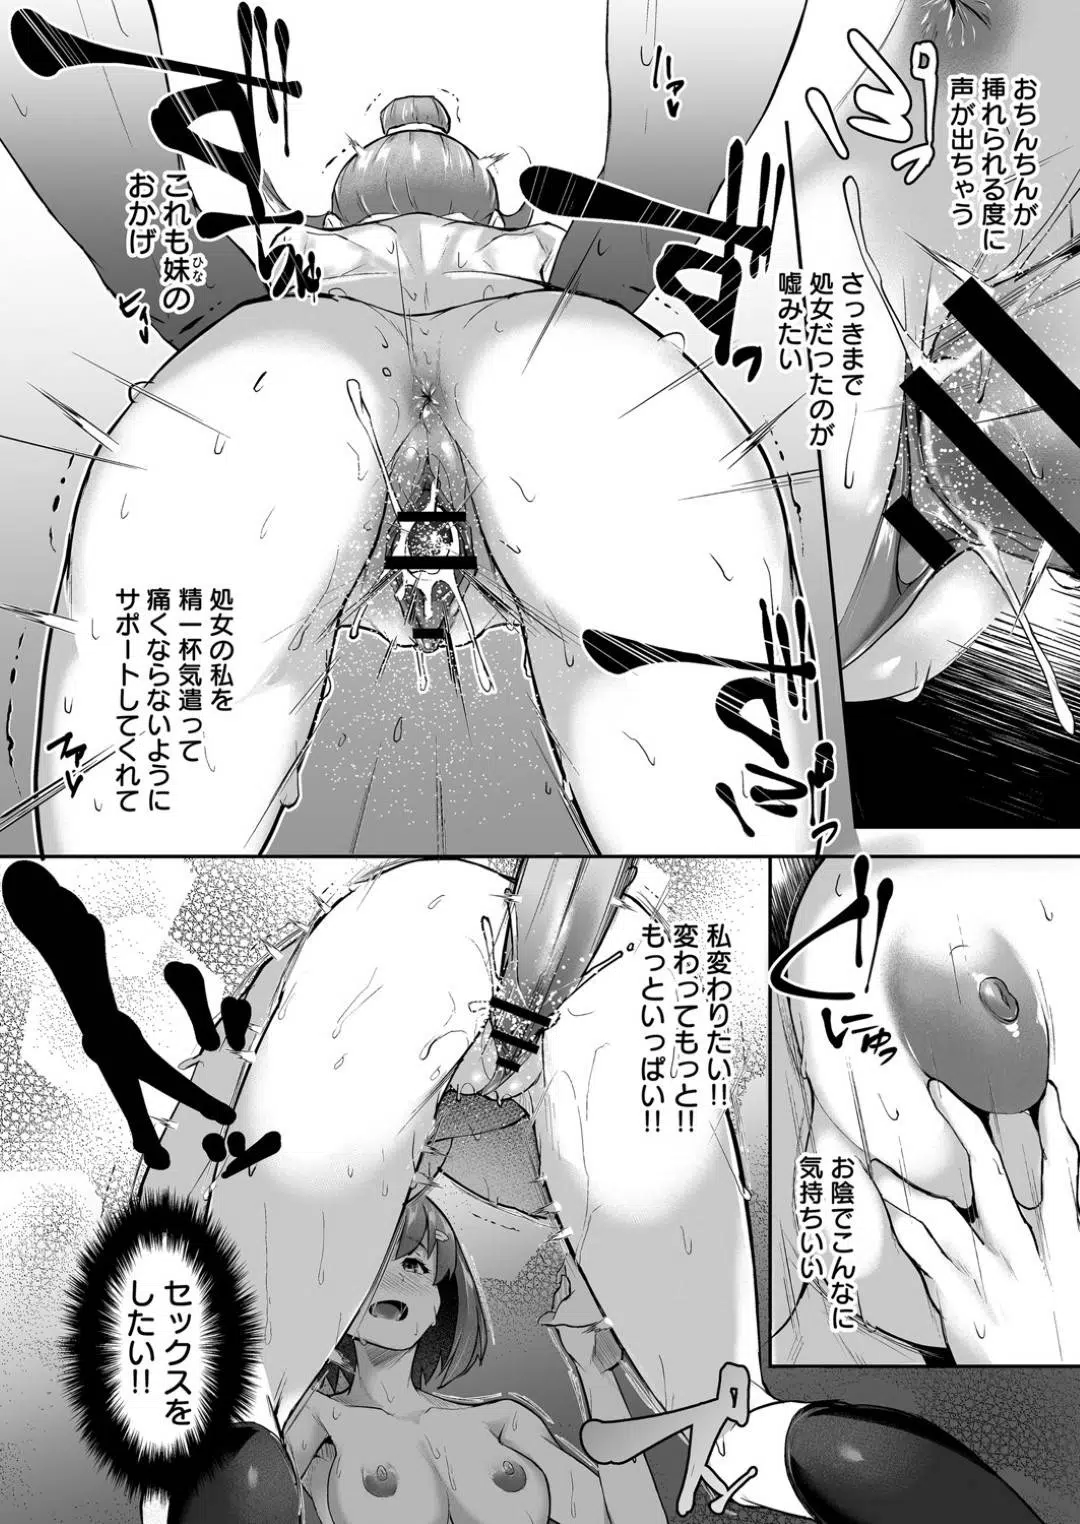 おちんちんが
挿れられる度に
声が出ちゃう
さっきまで
処女だったのが
嘘みたい
これも妹の
ひな
おかげ
処女の私を
精一杯気遣って
痛くならないように
サポートしてくれて
お陰でこんなに
気持ちいい
私変わりたい!!
変わってもっと!!
もっといっぱい!!
セックスを
したい!!